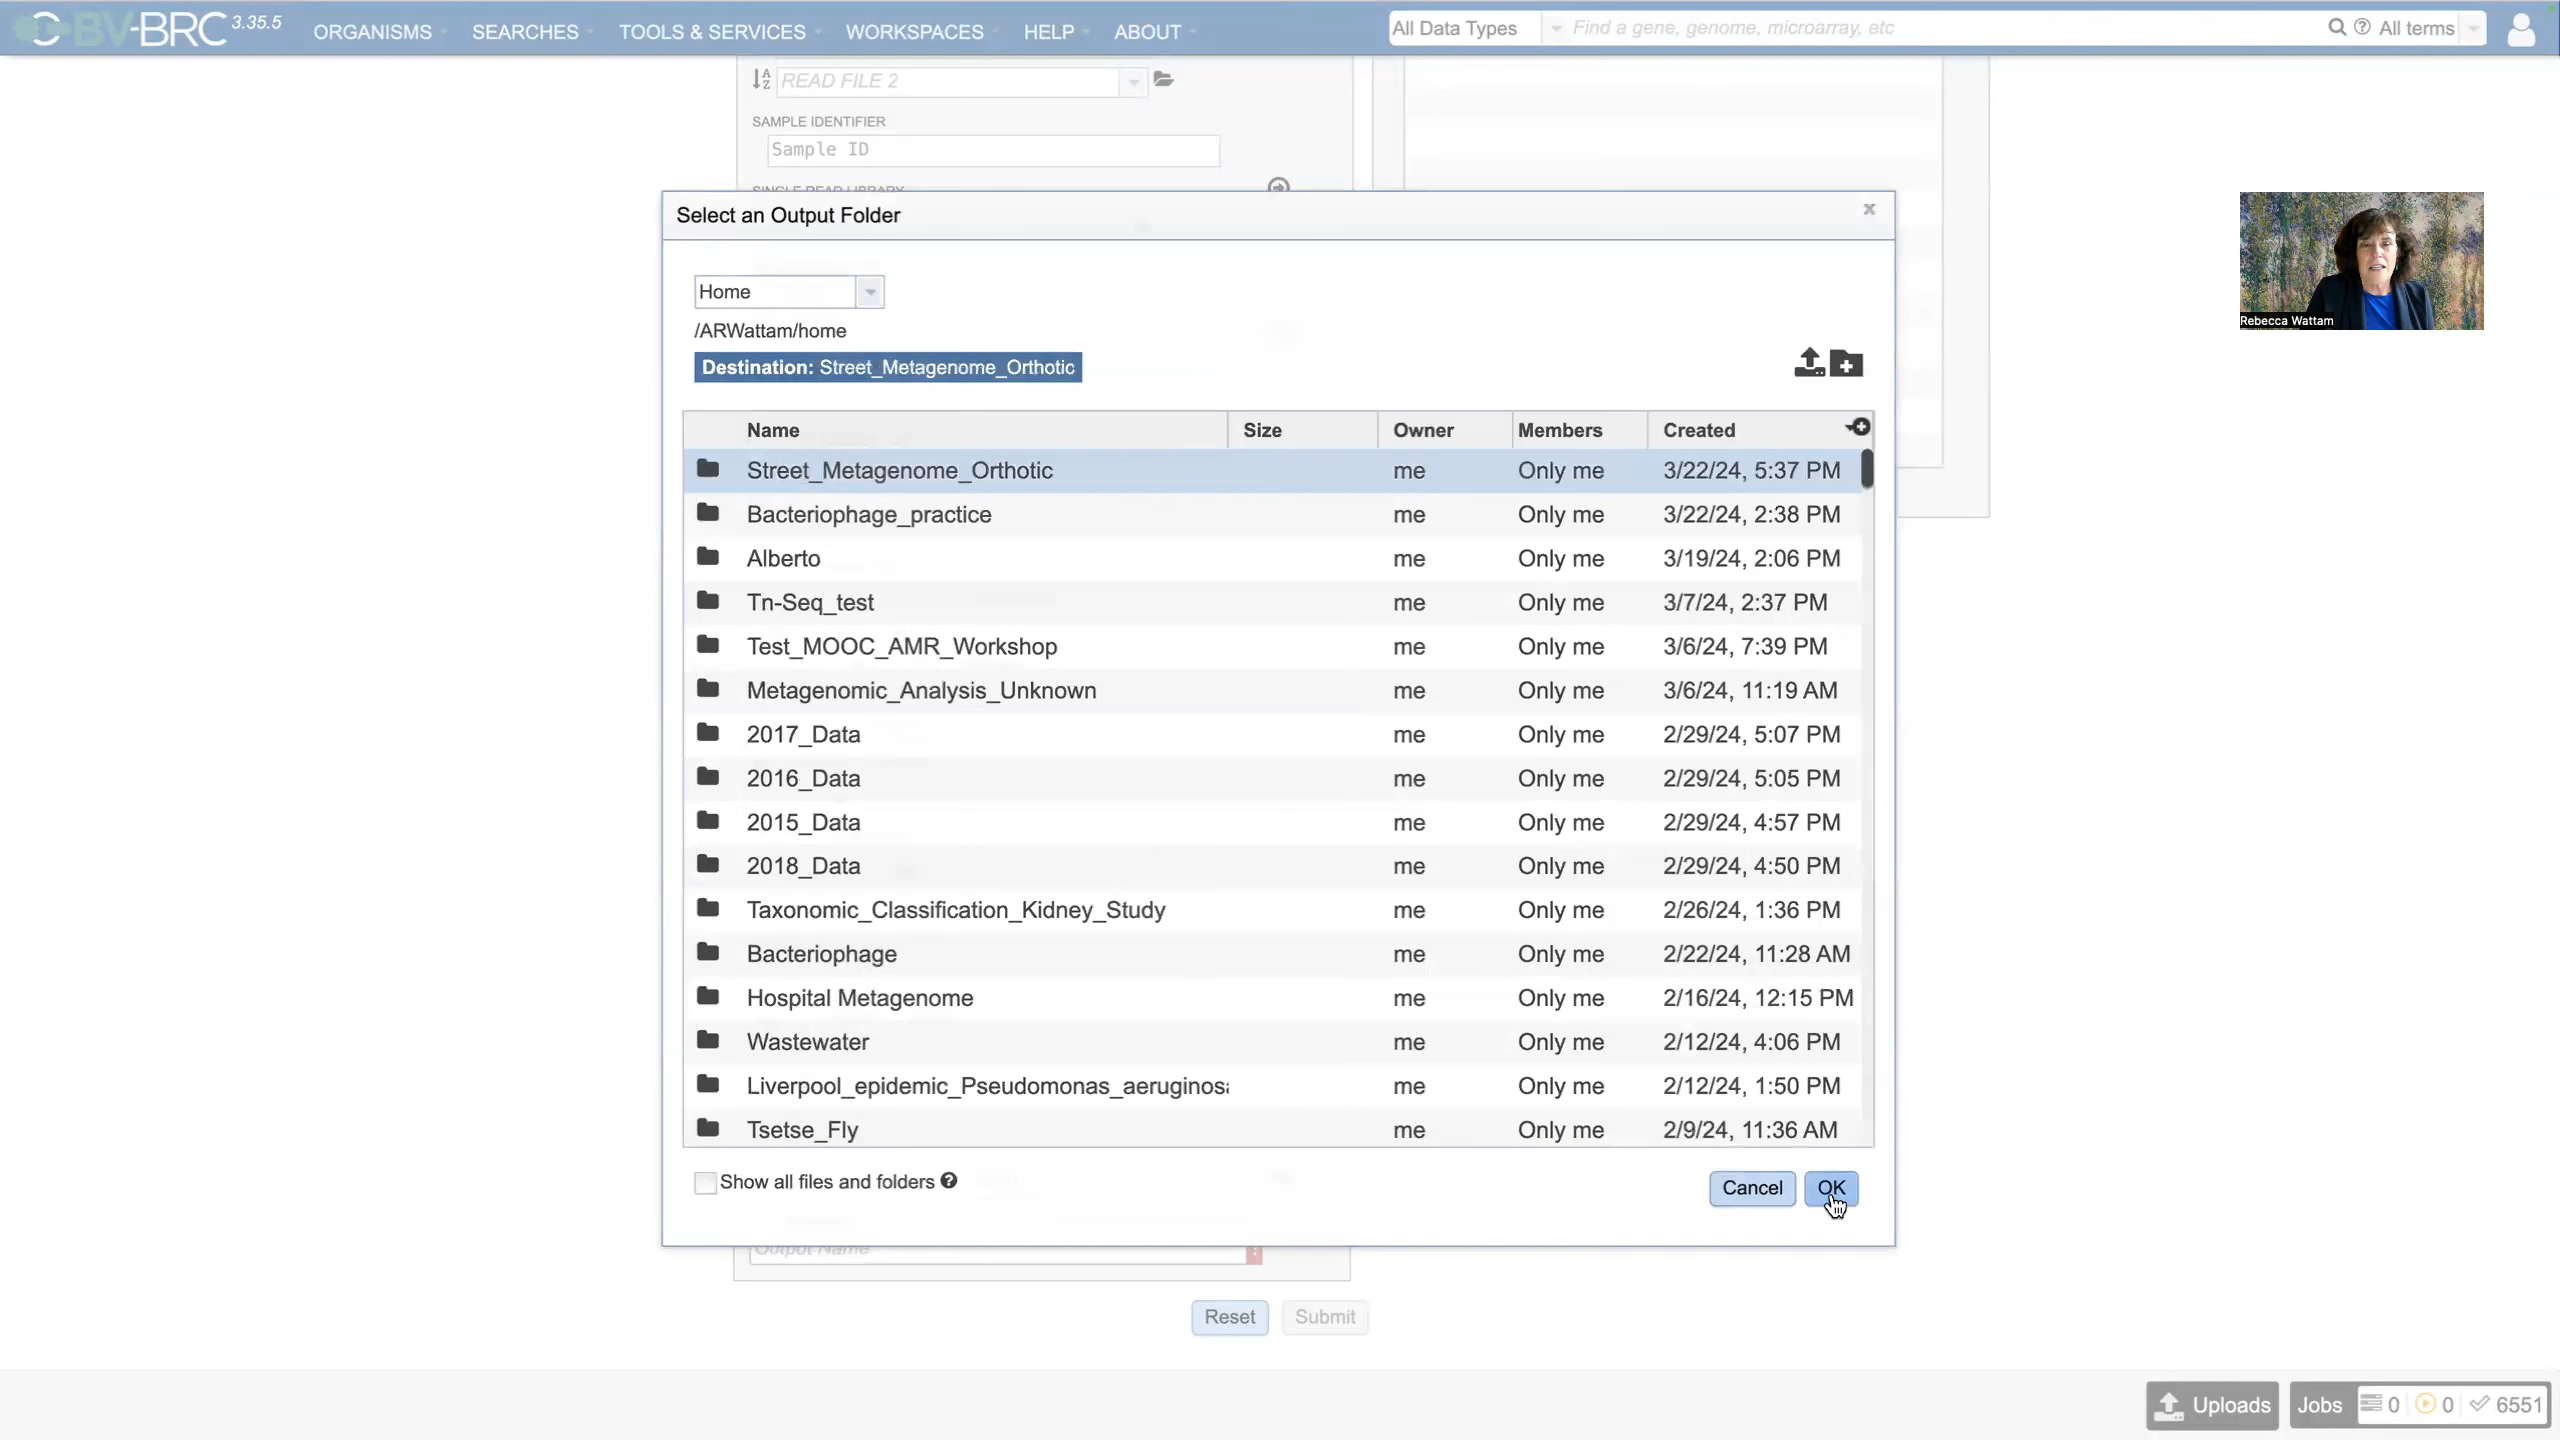 BV-BRC 3.35.5 ORGANISMS SEARCHES TOOLS & SERVICES WORKSPACES HELP ABOUT All Data Types Find a gene, genome, microarray, etc All terms
READ FILE 2
SAMPLE IDENTIFIER
Sample ID
SINGLE READ LIBRARY
Select an Output Folder
Home
/ARWattam/home
Destination: Street_Metagenome_Orthotic
Rebecca Wattam
Name Size Owner Members Created
Street_Metagenome_Orthotic me Only me 3/22/24, 5:37 PM
Bacteriophage_practice me Only me 3/22/24, 2:38 PM
Alberto me Only me 3/19/24, 2:06 PM
Tn-Seq_test me Only me 3/7/24, 2:37 PM
Test_MOOC_AMR_Workshop me Only me 3/6/24, 7:39 PM
Metagenomic_Analysis_Unknown me Only me 3/6/24, 11:19 AM
2017_Data me Only me 2/29/24, 5:07 PM
2016_Data me Only me 2/29/24, 5:05 PM
2015_Data me Only me 2/29/24, 4:57 PM
2018_Data me Only me 2/29/24, 4:50 PM
Taxonomic_Classification_Kidney_Study me Only me 2/26/24, 1:36 PM
Bacteriophage me Only me 2/22/24, 11:28 AM
Hospital Metagenome me Only me 2/16/24, 12:15 PM
Wastewater me Only me 2/12/24, 4:06 PM
Liverpool_epidemic_Pseudomonas_aeruginosa me Only me 2/12/24, 1:50 PM
Tsetse_Fly me Only me 2/9/24, 11:36 AM
Show all files and folders
Cancel OK
Output Name
Reset Submit
Uploads Jobs 0 0 6551